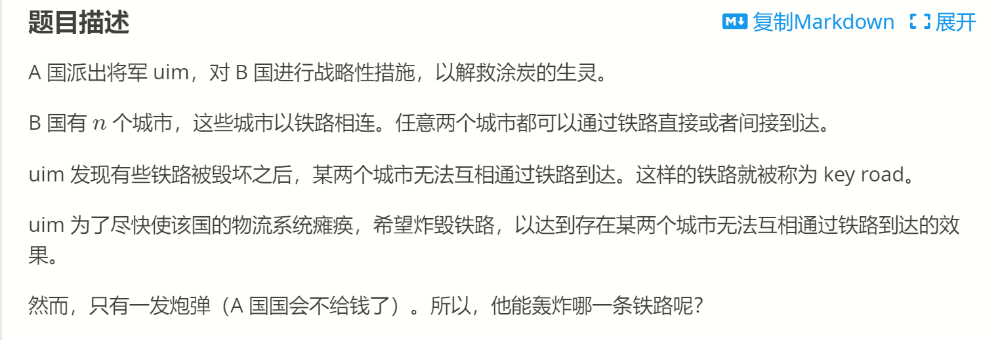 题目描述
复制Markdown 展开
A 国派出将军 uim，对 B 国进行战略性措施，以解救涂炭的生灵。
B 国有 n 个城市，这些城市以铁路相连。任意两个城市都可以通过铁路直接或者间接到达。
uim 发现有些铁路被毁坏之后，某两个城市无法互相通过铁路到达。这样的铁路就被称为 key road。
uim 为了尽快使该国的物流系统瘫痪，希望炸毁铁路，以达到存在某两个城市无法互相通过铁路到达的效
果。
然而，只有一发炮弹（A 国国会不给钱了）。所以，他能轰炸哪一条铁路呢？